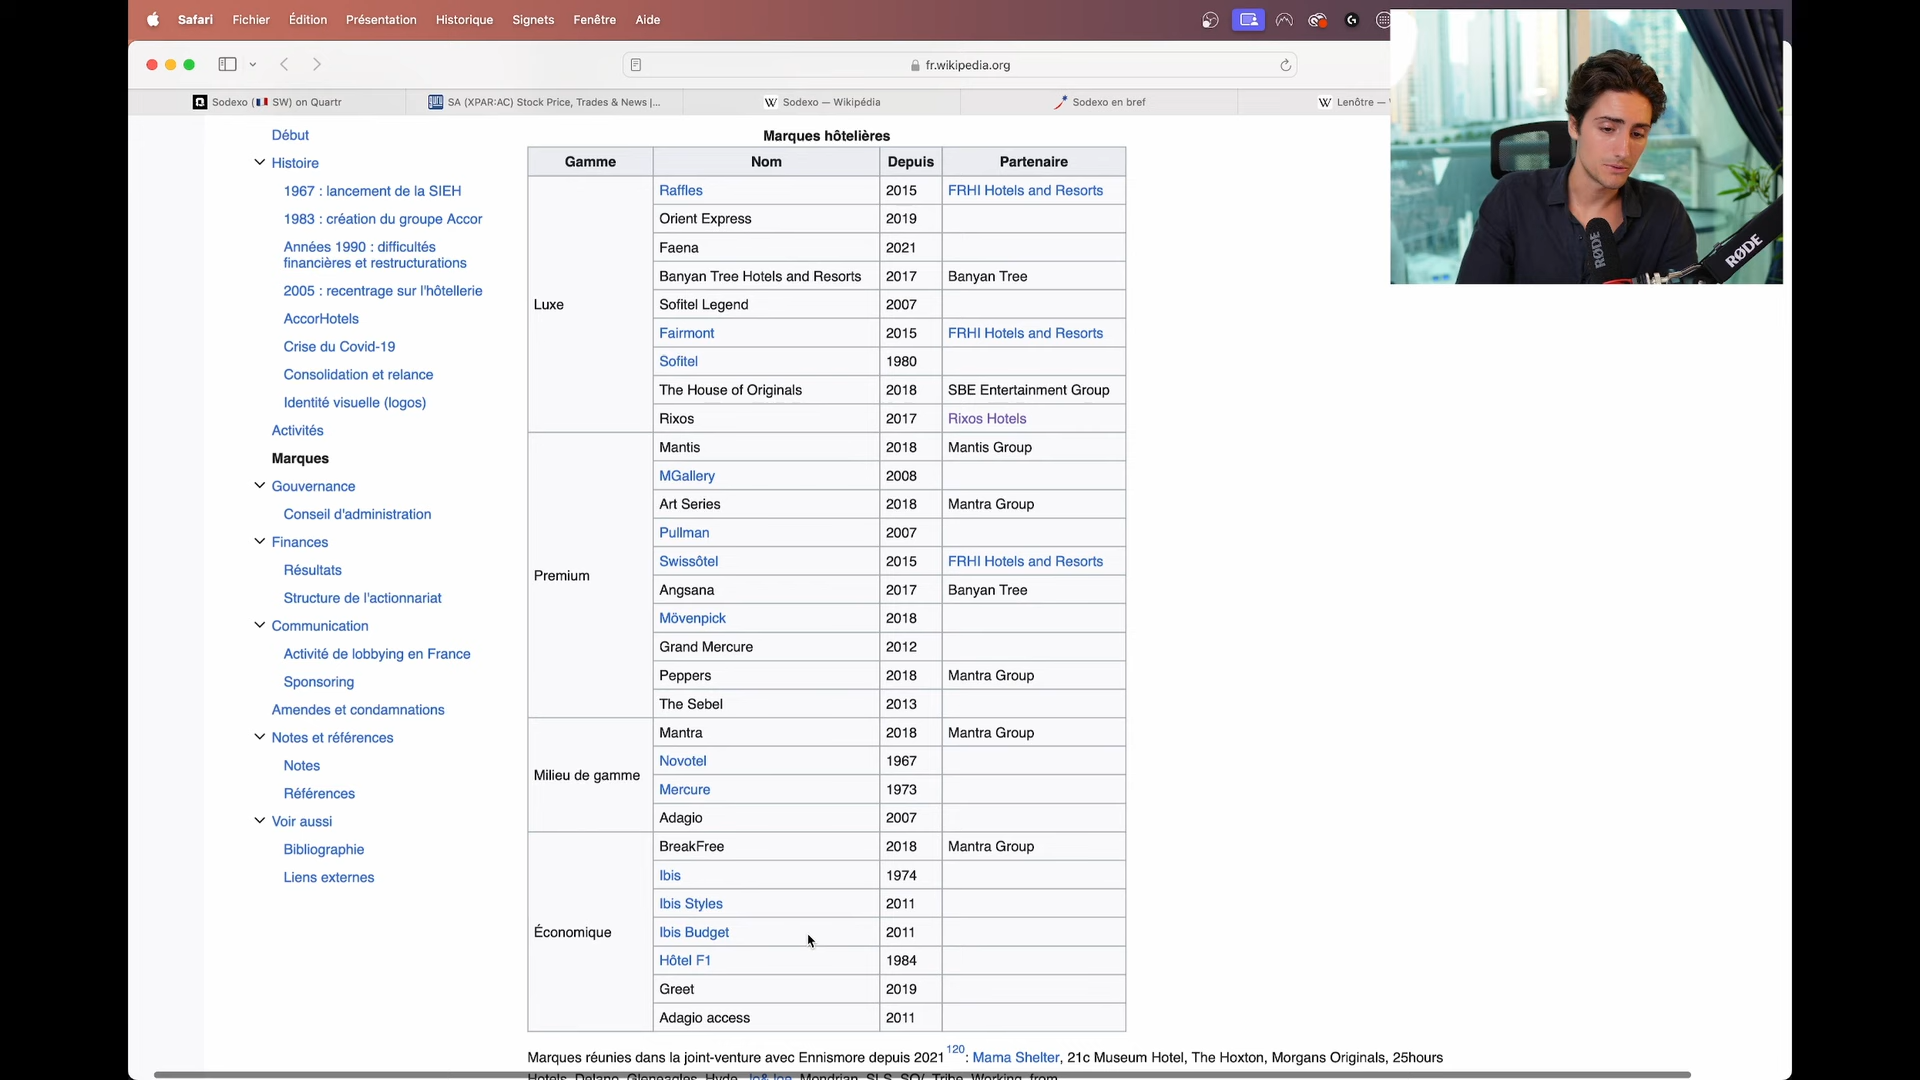 Safari Fichier Édition Présentation Historique Signets Fenêtre Aide
fr.wikipedia.org
Sodexo (🇫🇷 SW) on Quartr
SA (XPAR:AC) Stock Price, Trades & News |...
Sodexo — Wikipédia
Sodexo en bref
Lenôtre —
Début
Histoire
1967 : lancement de la SIEH
1983 : création du groupe Accor
Années 1990 : difficultés
financières et restructurations
2005 : recentrage sur l'hôtellerie
AccorHotels
Crise du Covid-19
Consolidation et relance
Identité visuelle (logos)
Activités
Marques
Gouvernance
Conseil d'administration
Finances
Résultats
Structure de l'actionnariat
Communication
Activité de lobbying en France
Sponsoring
Amendes et condamnations
Notes et références
Notes
Références
Voir aussi
Bibliographie
Liens externes
Marques hôtelières
Gamme Nom Depuis Partenaire
Luxe
Raffles 2015 FRHI Hotels and Resorts
Orient Express 2019
Faena 2021
Banyan Tree Hotels and Resorts 2017 Banyan Tree
Sofitel Legend 2007
Fairmont 2015 FRHI Hotels and Resorts
Sofitel 1980
The House of Originals 2018 SBE Entertainment Group
Rixos 2017 Rixos Hotels
Premium
Mantis 2018 Mantis Group
MGallery 2008
Art Series 2018 Mantra Group
Pullman 2007
Swissôtel 2015 FRHI Hotels and Resorts
Angsana 2017 Banyan Tree
Mövenpick 2018
Grand Mercure 2012
Peppers 2018 Mantra Group
The Sebel 2013
Milieu de gamme
Mantra 2018 Mantra Group
Novotel 1967
Mercure 1973
Adagio 2007
Économique
BreakFree 2018 Mantra Group
Ibis 1974
Ibis Styles 2011
Ibis Budget 2011
Hôtel F1 1984
Greet 2019
Adagio access 2011
Marques réunies dans la joint-venture avec Ennismore depuis 2021 120 : Mama Shelter, 21c Museum Hotel, The Hoxton, Morgans Originals, 25hours
Hotels, Delano, Gleneagles, Hyde, Jo&Joe, Mondrian, SLS, SO/, Tribe, Working from
RØDE
RØDE